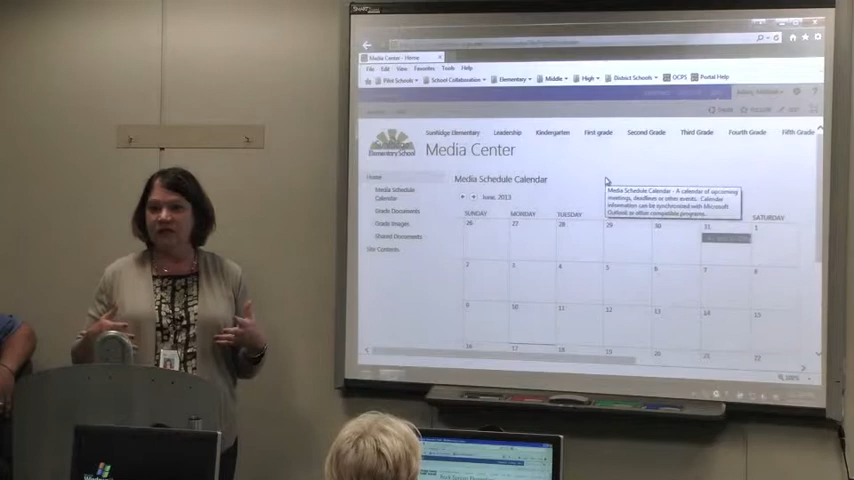 SMART
Media Center - Home
File Edit View Favorites Tools Help
Print Schools School Collaboration Elementary Middle High District Schools OCPS Portal Help
SunRidge Elementary Leadership Kindergarten First grade Second Grade Third Grade Fourth Grade Fifth Grade
Elementary School
Media Center
Home
Media Schedule Calendar
Grade Documents
Grade Images
Shared Documents
Site Contents
Media Schedule Calendar
June, 2013
Media Schedule Calendar - A calendar of upcoming
meetings, deadlines or other events. Calendar
information can be synchronized with Microsoft
Outlook or other compatible programs.
SUNDAY MONDAY TUESDAY SATURDAY
26 27 28 29 30 31 1
2 3 4 5 6 7 8
9 10 11 12 13 14 15
16 17 18 19 20 21 22
100%
Windows